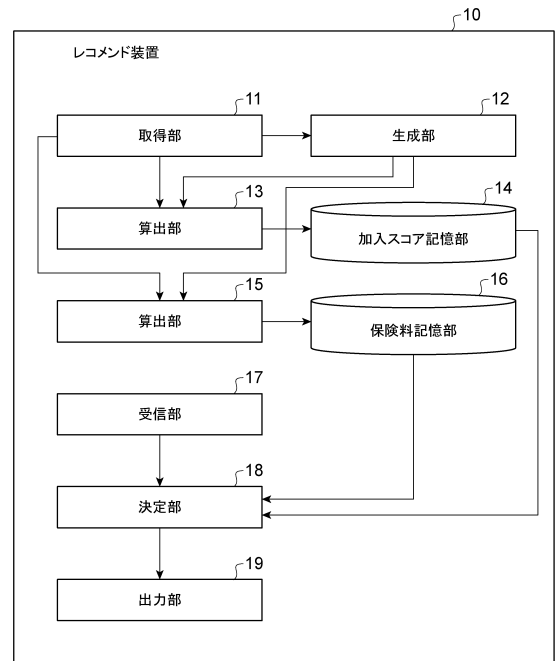 10
レコメンド装置
11
取得部
12
生成部
13
算出部
14
加入スコア記憶部
15
算出部
16
保険料記憶部
17
受信部
18
決定部
19
出力部